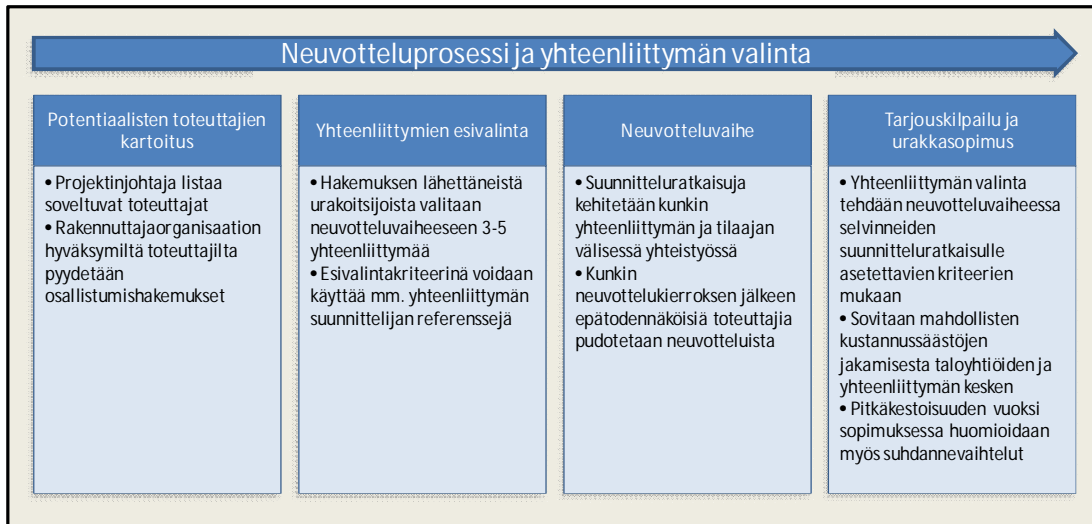 Neuvotteluprosessi ja yhteenliittymän valinta
Potentiaalisten toteuttajien
kartoitus
• Projektinjohtaja listaa
soveltuvat toteuttajat
• Rakennuttajaorganisaation
hyväksymiltä toteuttajilta
pyydetään
osallistumishakemukset
Yhteenliittymien esivalinta
• Hakemuksen lähettäneistä
urakoitsijoista valitaan
neuvotteluvaiheeseen 3-5
yhteenliittymää
• Esivalintakriteerinä voidaan
käyttää mm. yhteenliittymän
suunnittelijan referenssejä
Neuvotteluvaihe
• Suunnitteluratkaisuja
kehitetään kunkin
yhteenliittymän ja tilaajan
välisessä yhteistyössä
• Kunkin
neuvottelukierroksen jälkeen
epätodennäköisiä toteuttajia
pudotetaan neuvotteluista
Tarjouskilpailu ja
urakkasopimus
• Yhteenliittymän valinta
tehdään neuvotteluvaiheessa
selvinneiden
suunnitteluratkaisulle
asetettavien kriteerien
mukaan
• Sovitaan mahdollisten
kustannussäästöjen
jakamisesta taloyhtiöiden ja
yhteenliittymän kesken
• Pitkäkestoisuuden vuoksi
sopimuksessa huomioidaan
myös suhdannevaihtelut